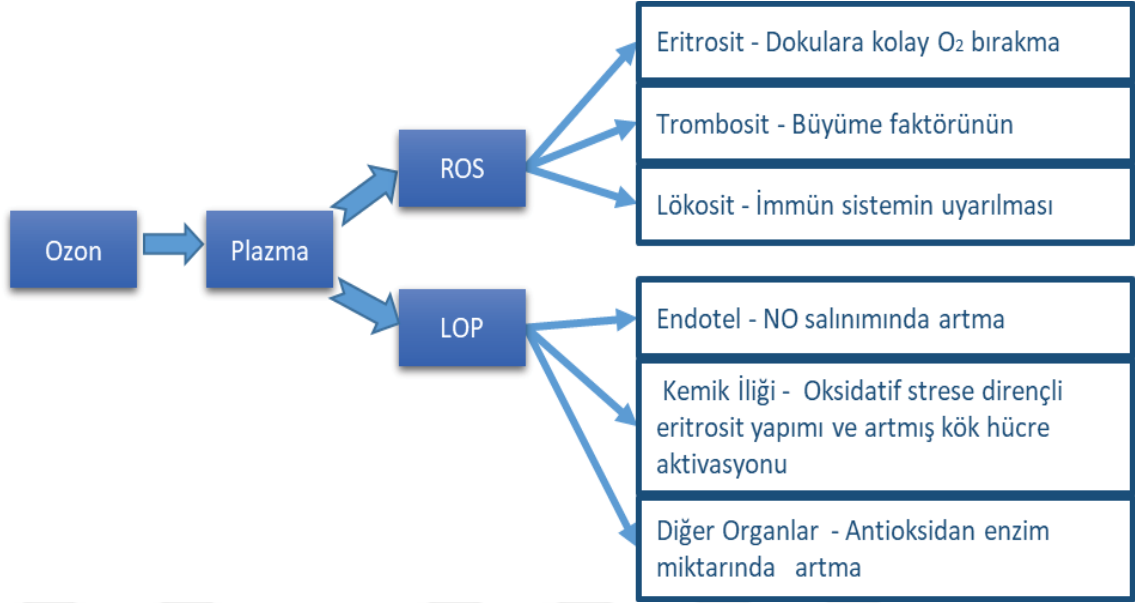 Ozon
Plazma
ROS
LOP
Eritrosit - Dokulara kolay O₂ bırakma
Trombosit - Büyüme faktörünün
Lökosit - İmmün sistemin uyarılması
Endotel - NO salınımında artma
Kemik İliği - Oksidatif strese dirençli
eritrosit yapımı ve artmış kök hücre
aktivasyonu
Diğer Organlar - Antioksidan enzim
miktarında artma